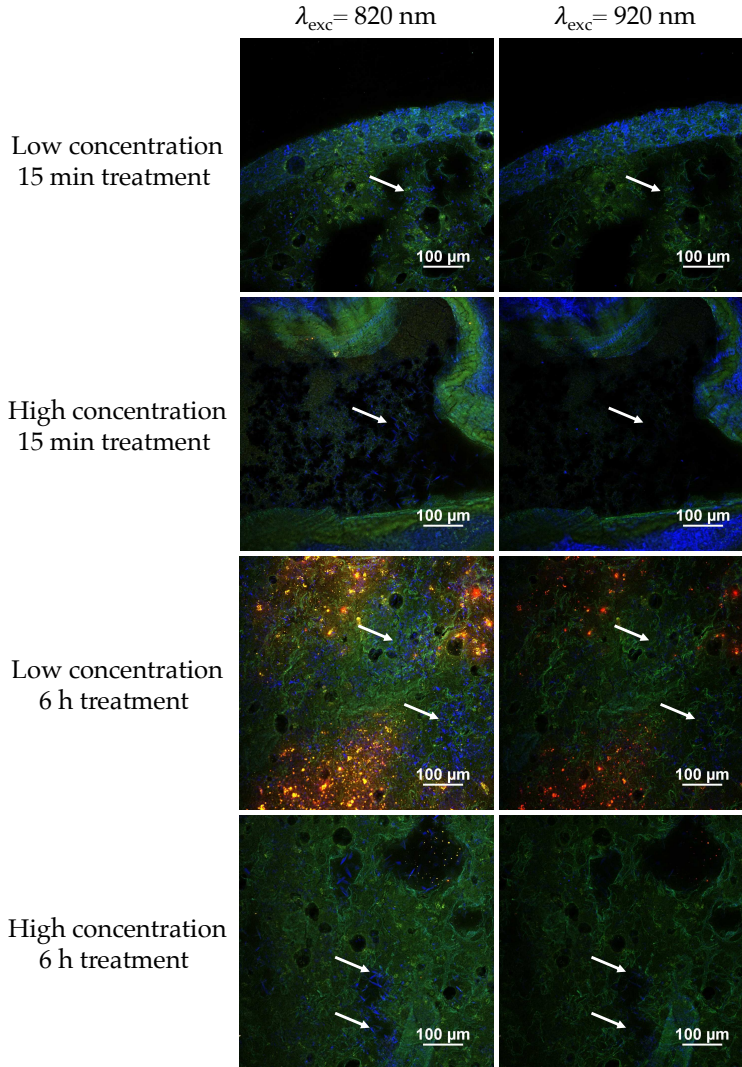 λexc= 820 nm
λexc= 920 nm
Low concentration
15 min treatment
100 µm
100 µm
High concentration
15 min treatment
100 µm
100 µm
Low concentration
6 h treatment
100 µm
100 µm
High concentration
6 h treatment
100 µm
100 µm